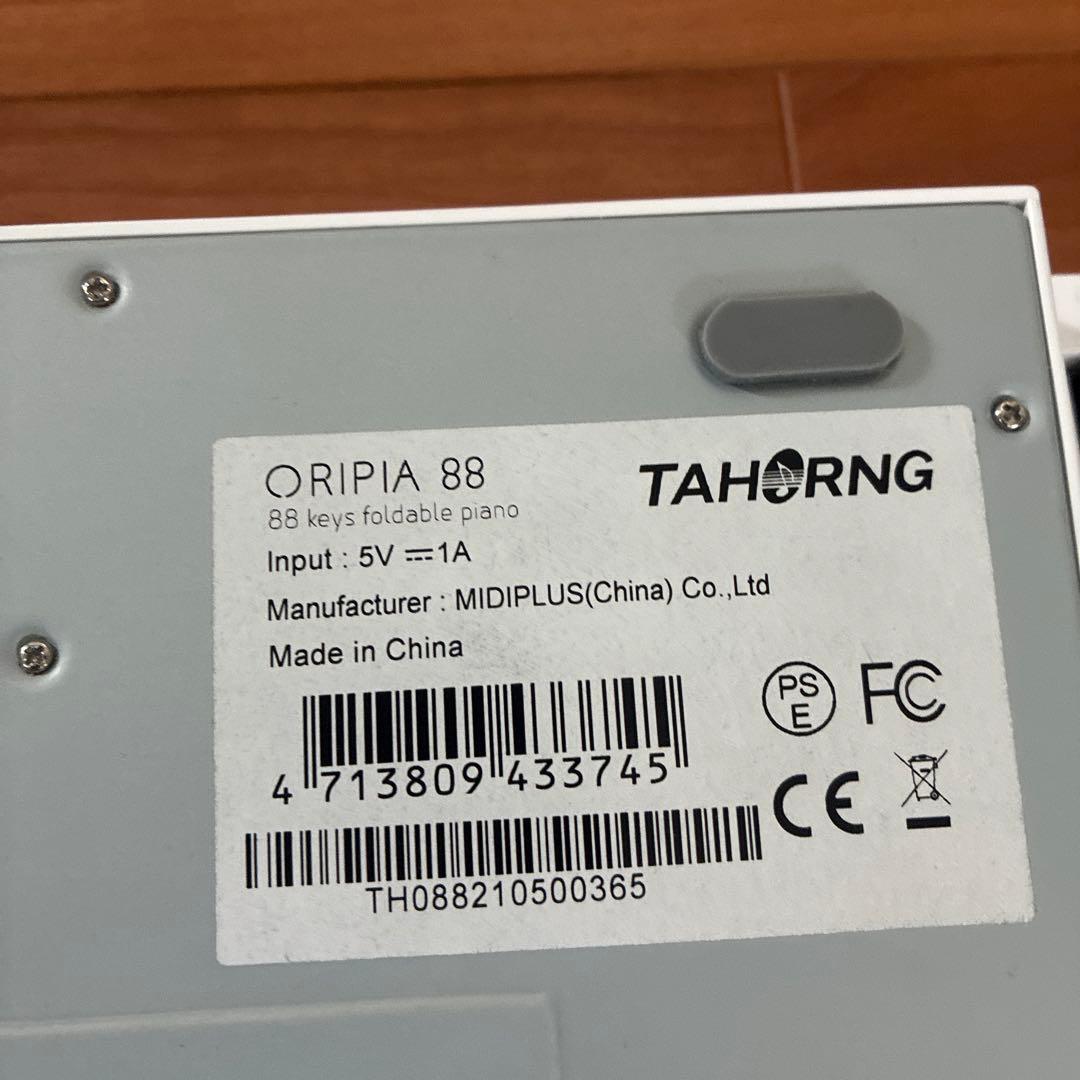 ORIPIA 88
TAHORNG
88 keys foldable piano
Input : 5V ⎓1A
Manufacturer : MIDIPLUS(China) Co.,Ltd
Made in China
PS
E
FC
4 713809 433745
CE
TH088210500365